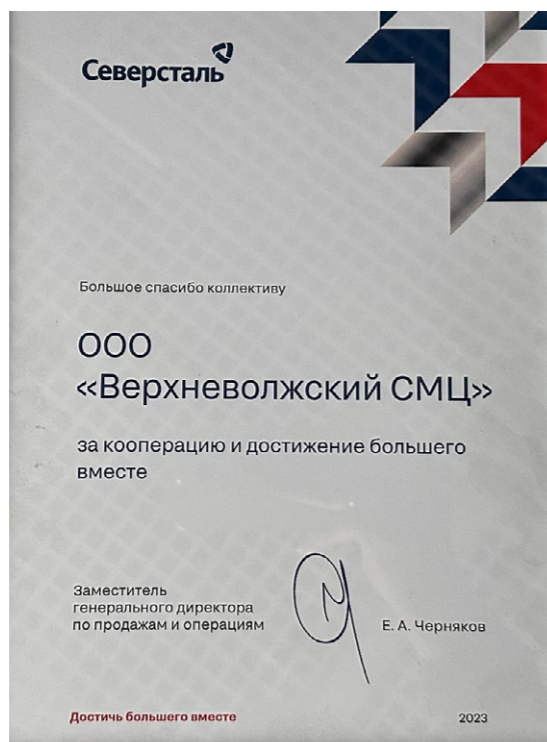 Северсталь
Большое спасибо коллективу
ООО
«Верхневолжский СМЦ»
за кооперацию и достижение большего
вместе
Заместитель
генерального директора
по продажам и операциям
Е. А. Черняков
Достичь большего вместе
2023